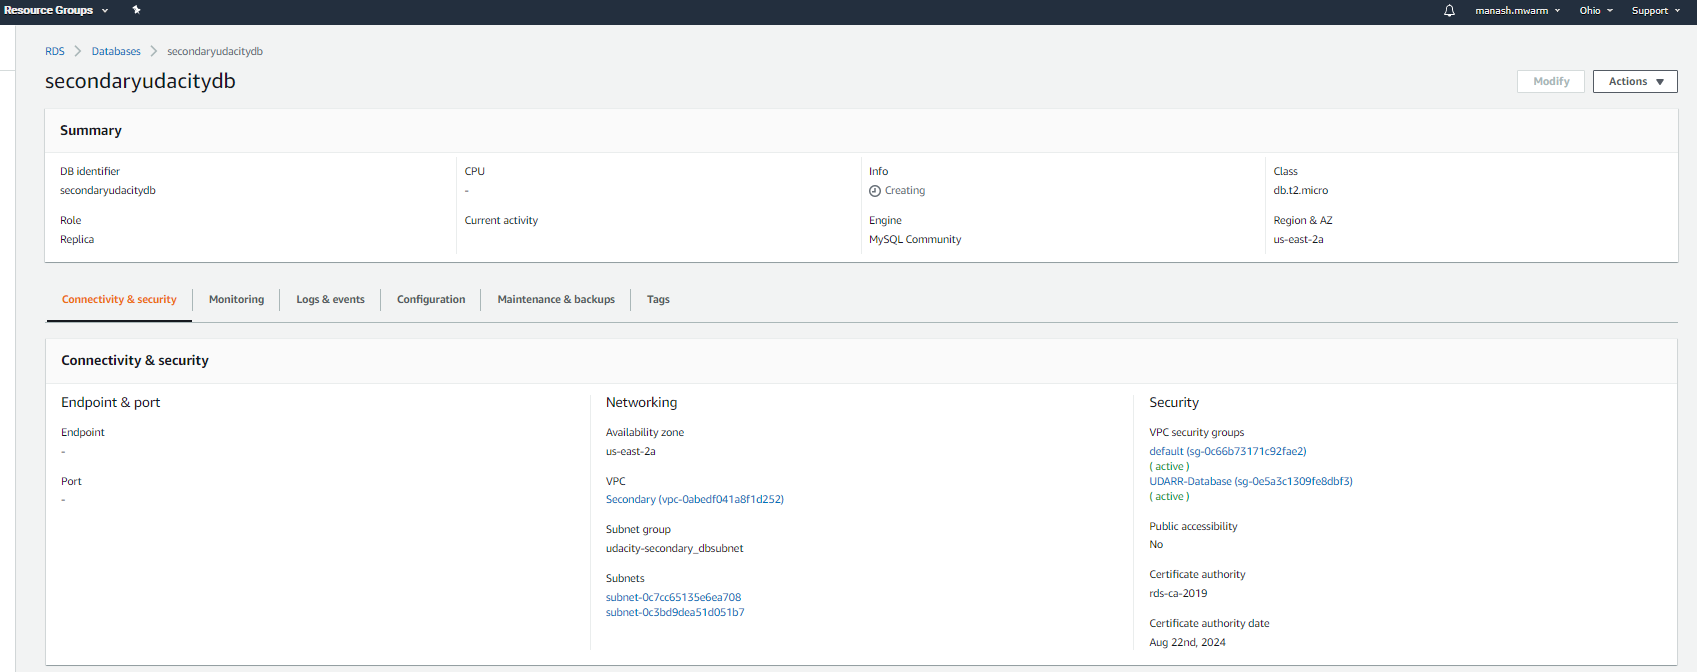 Resource Groups
manash.mwarm
Ohio
Support
RDS
Databases
secondaryudacitydb
secondaryudacitydb
Modify
Actions
Summary
DB identifier
secondaryudacitydb
Role
Replica
CPU
-
Current activity
Info
Creating
Engine
MySQL Community
Class
db.t2.micro
Region & AZ
us-east-2a
Connectivity & security
Monitoring
Logs & events
Configuration
Maintenance & backups
Tags
Connectivity & security
Endpoint & port
Endpoint
-
Port
-
Networking
Availability zone
us-east-2a
VPC
Secondary (vpc-0abedf041a8f1d252)
Subnet group
udacity-secondary_dbsubnet
Subnets
subnet-0c7cc65135e6ea708
subnet-0c3bd9dea51d051b7
Security
VPC security groups
default (sg-0c66b73171c92fae2)
( active )
UDARR-Database (sg-0e5a3c1309fe8dbf3)
( active )
Public accessibility
No
Certificate authority
rds-ca-2019
Certificate authority date
Aug 22nd, 2024